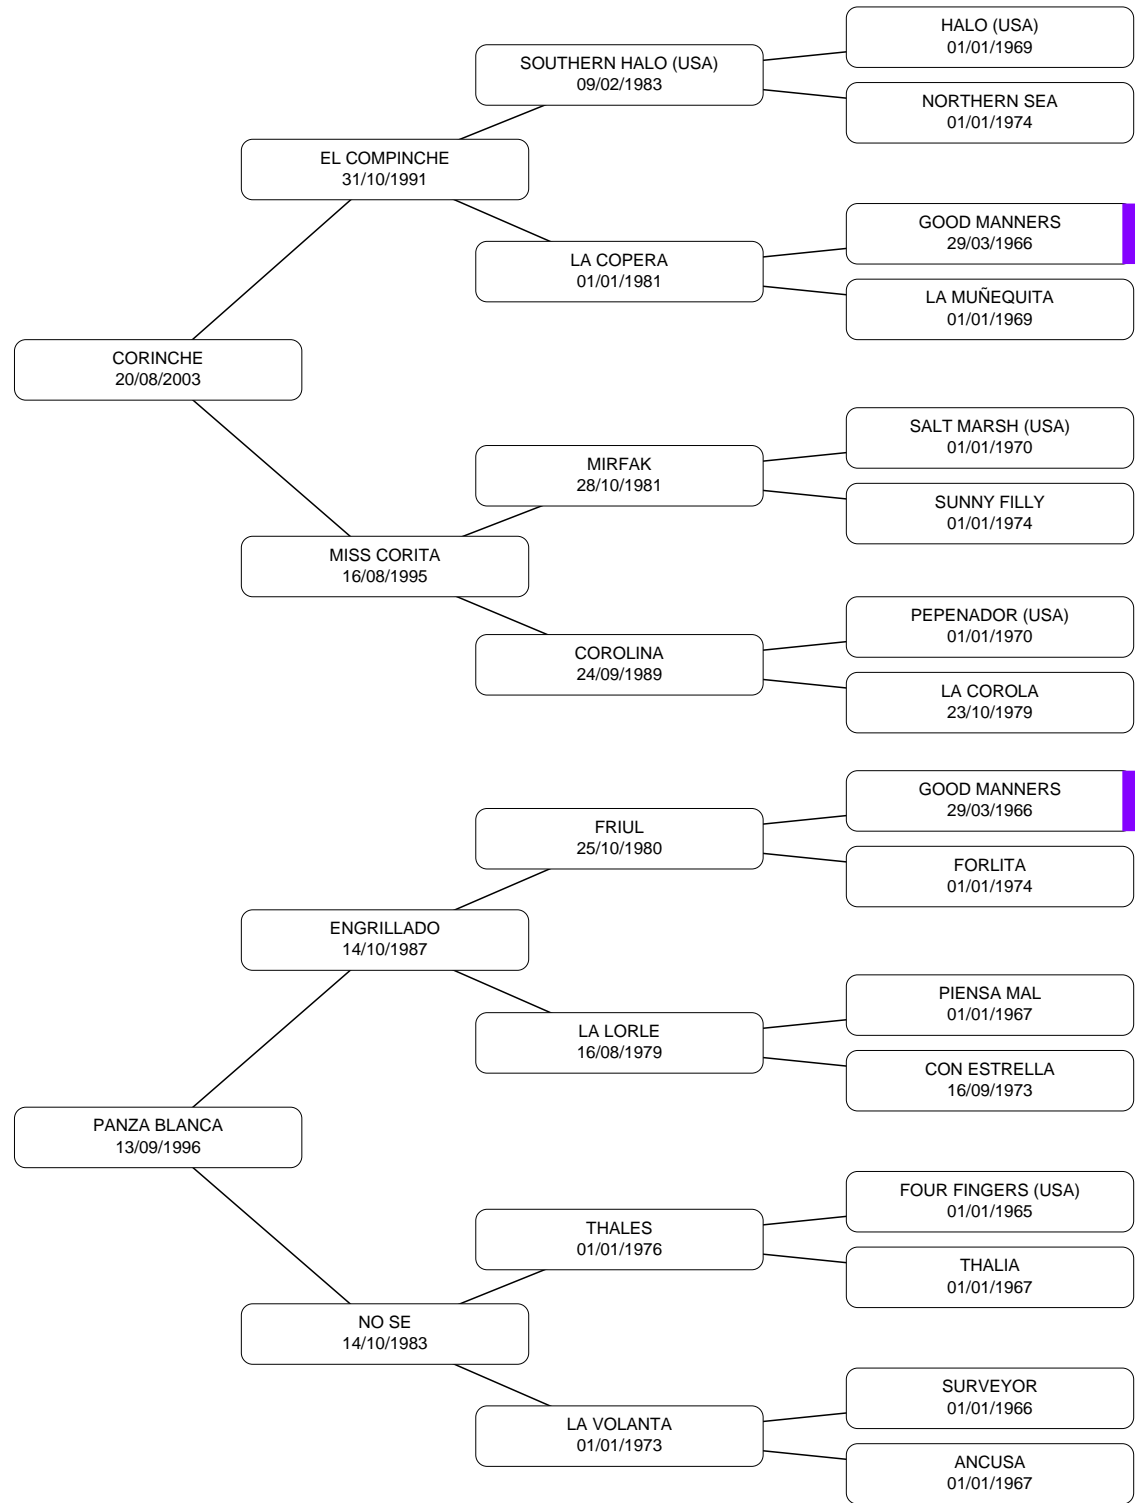 HALO (USA)
01/01/1969
SOUTHERN HALO (USA)
09/02/1983
NORTHERN SEA
01/01/1974
EL COMPINCHE
31/10/1991
GOOD MANNERS
29/03/1966
LA COPERA
01/01/1981
LA MUÑEQUITA
01/01/1969
CORINCHE
20/08/2003
SALT MARSH (USA)
01/01/1970
MIRFAK
28/10/1981
SUNNY FILLY
01/01/1974
MISS CORITA
16/08/1995
PEPENADOR (USA)
01/01/1970
COROLINA
24/09/1989
LA COROLA
23/10/1979
GOOD MANNERS
29/03/1966
FRIUL
25/10/1980
FORLITA
01/01/1974
ENGRILLADO
14/10/1987
PIENSA MAL
01/01/1967
LA LORLE
16/08/1979
CON ESTRELLA
16/09/1973
PANZA BLANCA
13/09/1996
FOUR FINGERS (USA)
01/01/1965
THALES
01/01/1976
THALIA
01/01/1967
NO SE
14/10/1983
SURVEYOR
01/01/1966
LA VOLANTA
01/01/1973
ANCUSA
01/01/1967